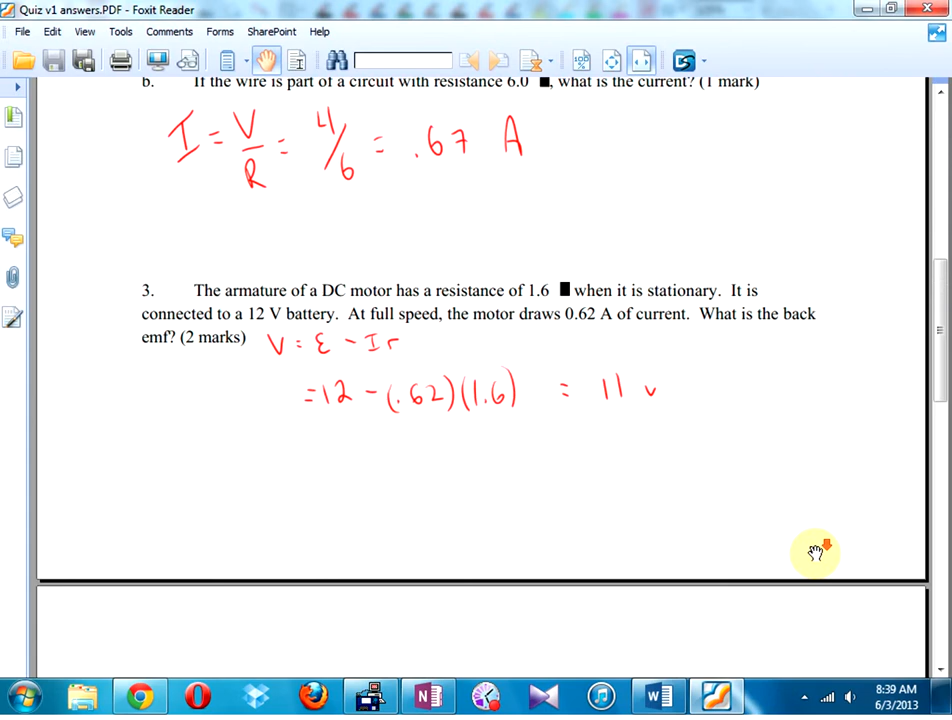 Quiz v1 answers.PDF - Foxit Reader
File Edit View Tools Comments Forms SharePoint Help
b. If the wire is part of a circuit with resistance 6.0 ■, what is the current? (1 mark)
I = V/R = 4/6 = .67 A
3. The armature of a DC motor has a resistance of 1.6 ■ when it is stationary. It is
connected to a 12 V battery. At full speed, the motor draws 0.62 A of current. What is the back
emf? (2 marks) V = ε - Ir
= 12 - (.62)(1.6) = 11 v
8:39 AM
6/3/2013